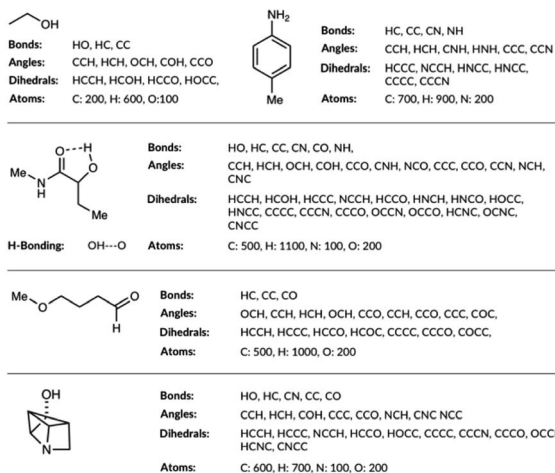 OH
Bonds: HO, HC, CC
Angles: CCH, HCH, OCH, COH, CCO
Dihedrals: HCCH, HCOH, HCCO, HOCC,
Atoms: C: 200, H: 600, O:100
NH2
Me
Bonds: HC, CC, CN, NH
Angles: CCH, HCH, CNH, HNH, CCC, CCN
Dihedrals: HCCC, NCCH, HNCC, HNCC,
CCCC, CCCN
Atoms: C: 700, H: 900, N: 200
O H
Me N H O
Me
H-Bonding: OH---O
Bonds: HO, HC, CC, CN, CO, NH,
Angles: CCH, HCH, OCH, COH, CCO, CNH, NCO, CCC, CCO, CCN, NCH,
CNC
Dihedrals: HCCH, HCOH, HCCC, NCCH, HCCO, HNCH, HNCO, HOCC,
HNCC, CCCC, CCCN, CCCO, OCCN, OCCO, HCNC, OCNC,
CNCC
Atoms: C: 500, H: 1100, N: 100, O: 200
Me O O
H
Bonds: HC, CC, CO
Angles: OCH, CCH, HCH, OCH, CCO, CCH, CCO, CCC, COC,
Dihedrals: HCCH, HCCC, HCCO, HCOC, CCCC, CCCO, COCC,
Atoms: C: 500, H: 1000, O: 200
OH
N
Bonds: HO, HC, CN, CC, CO
Angles: CCH, HCH, COH, CCC, CCO, NCH, CNC NCC
Dihedrals: HCCH, HCCC, NCCH, HCCO, HOCC, CCCC, CCCN, CCCO, OCC
HCNC, CNCC
Atoms: C: 600, H: 700, N: 100, O: 200